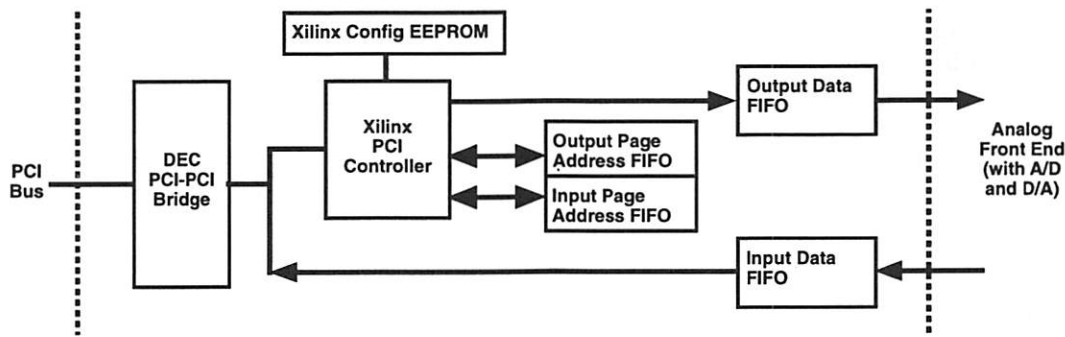 Xilinx Config EEPROM
PCI
Bus
DEC
PCI-PCI
Bridge
Xilinx
PCI
Controller
Output Page
Address FIFO
Input Page
Address FIFO
Output Data
FIFO
Input Data
FIFO
Analog
Front End
(with A/D
and D/A)